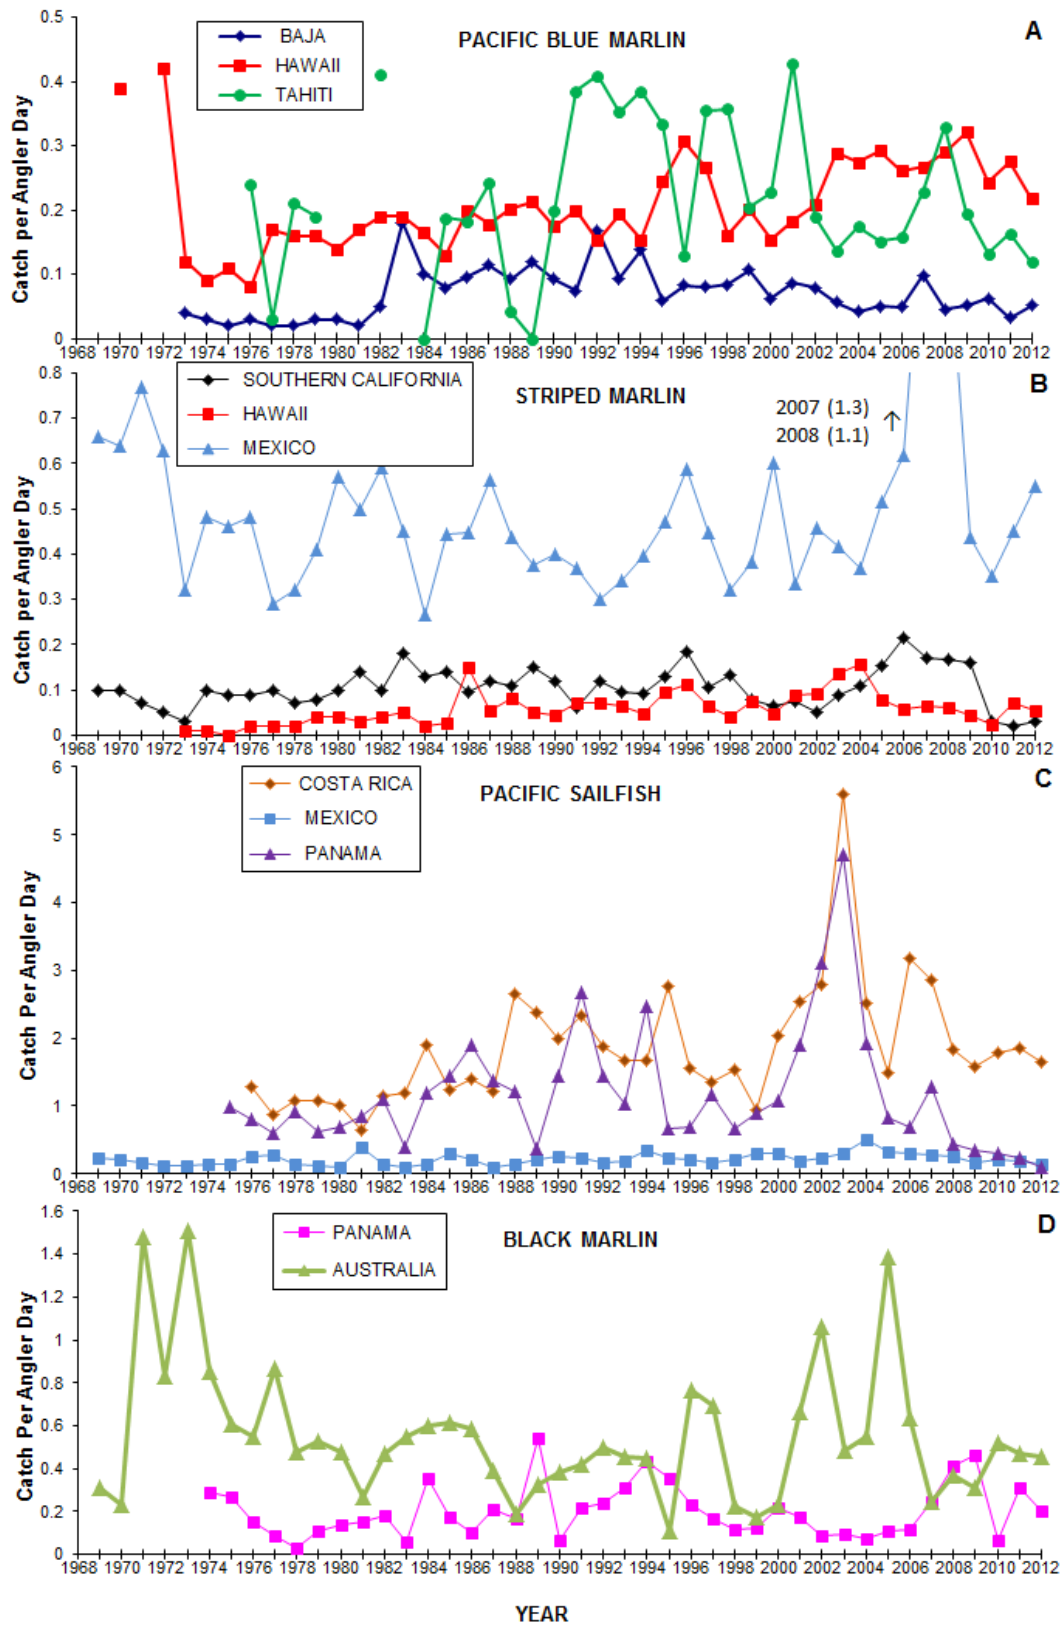 PACIFIC BLUE MARLIN
A
BAJA
HAWAII
TAHITI
Catch per Angler Day
0.5
0.4
0.3
0.2
0.1
0
1968 1970 1972 1974 1976 1978 1980 1982 1984 1986 1988 1990 1992 1994 1996 1998 2000 2002 2004 2006 2008 2010 2012
STRIPED MARLIN
B
SOUTHERN CALIFORNIA
HAWAII
MEXICO
2007 (1.3)
2008 (1.1)
↑
Catch per Angler Day
0.8
0.7
0.6
0.5
0.4
0.3
0.2
0.1
0
1968 1970 1972 1974 1976 1978 1980 1982 1984 1986 1988 1990 1992 1994 1996 1998 2000 2002 2004 2006 2008 2010 2012
PACIFIC SAILFISH
C
COSTA RICA
MEXICO
PANAMA
Catch Per Angler Day
6
5
4
3
2
1
0
1968 1970 1972 1974 1976 1978 1980 1982 1984 1986 1988 1990 1992 1994 1996 1998 2000 2002 2004 2006 2008 2010 2012
BLACK MARLIN
D
PANAMA
AUSTRALIA
Catch Per Angler Day
1.6
1.4
1.2
1
0.8
0.6
0.4
0.2
0
1968 1970 1972 1974 1976 1978 1980 1982 1984 1986 1988 1990 1992 1994 1996 1998 2000 2002 2004 2006 2008 2010 2012
YEAR